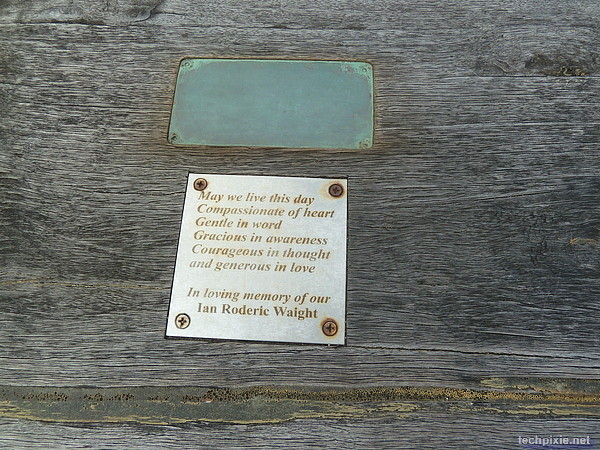 May we live this day
Compassionate of heart
Gentle in word
Gracious in awareness
Courageous in thought
and generous in love
In loving memory of our
Ian Roderic Waight
techpixie.net